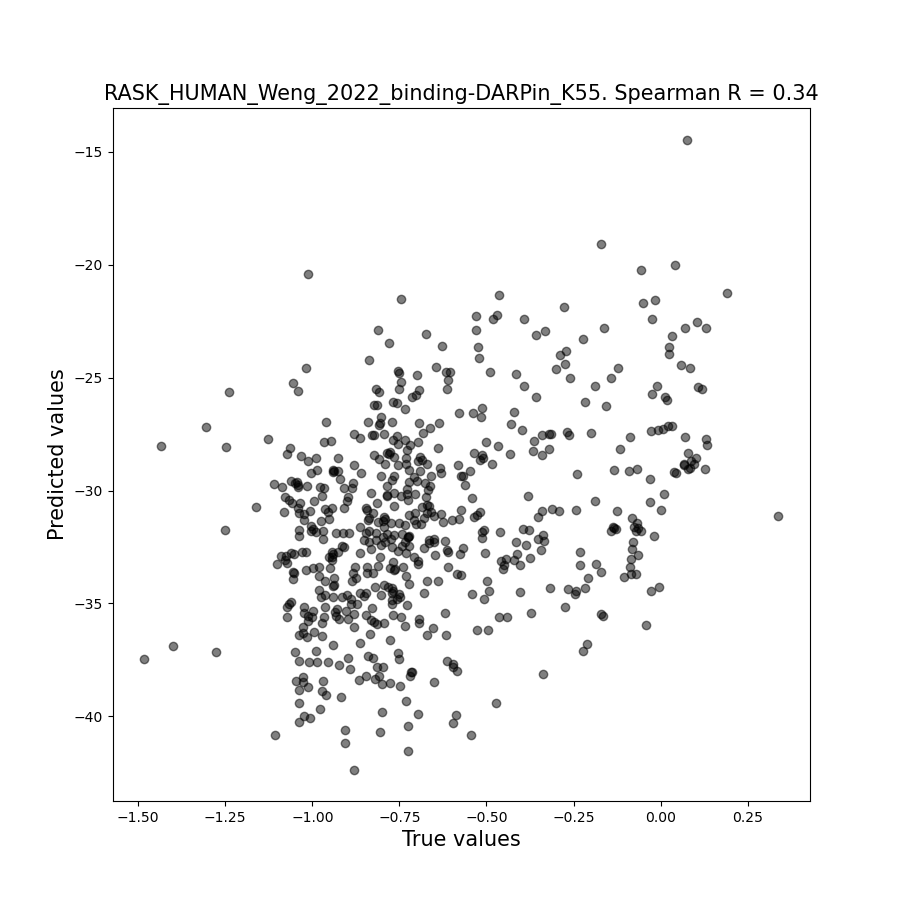 RASK_HUMAN_Weng_2022_binding-DARPin_K55. Spearman R = 0.34
−15
−20
−25
−30
−35
−40
Predicted values
−1.50 −1.25 −1.00 −0.75 −0.50 −0.25 0.00 0.25
True values